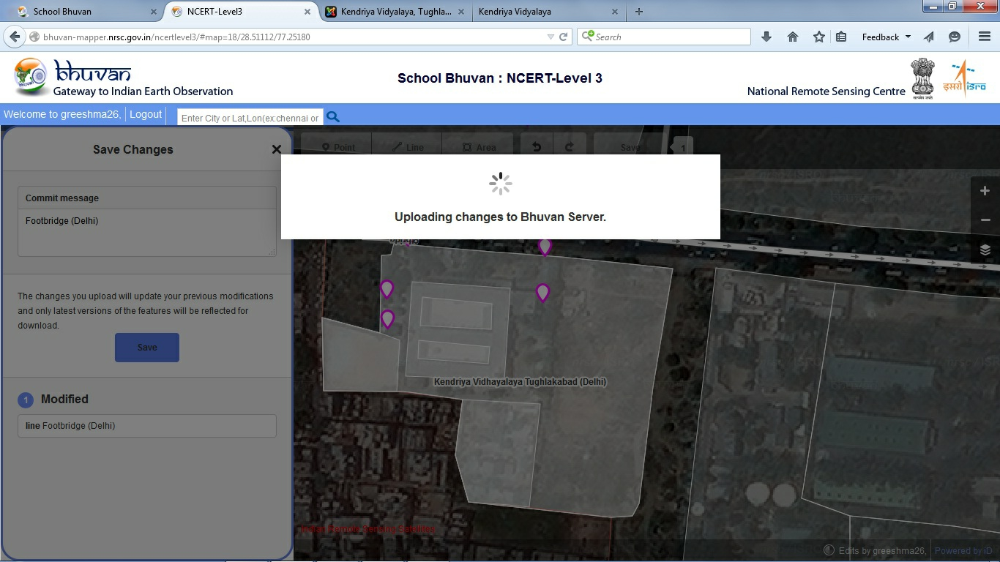 School Bhuvan
NCERT-Level3
Kendriya Vidyalaya, Tughla...
Kendriya Vidyalaya
bhuvan-mapper.nrsc.gov.in/ncertlevel3/#map=18/28.51112/77.25180
Search
Feedback
bhuvan
Gateway to Indian Earth Observation
School Bhuvan : NCERT-Level 3
National Remote Sensing Centre
सत्यमेव जयते
इसरो isro
Welcome to greeshma26,
Logout
Enter City or Lat,Lon(ex:chennai or
Save Changes
Point
Line
Area
Save
1
Commit message
Footbridge (Delhi)
Uploading changes to Bhuvan Server.
The changes you upload will update your previous modifications
and only latest versions of the features will be reflected for
download.
Save
Kendriya Vidhayalaya Tughlakabad (Delhi)
1 Modified
line Footbridge (Delhi)
Indian Remote Sensing Satellites
Edits by greeshma26,
Powered by iD